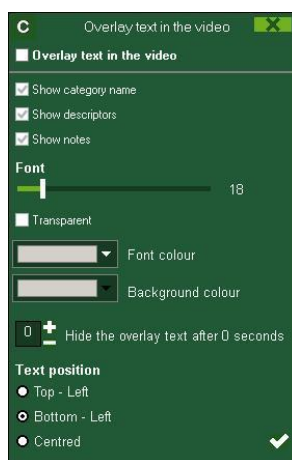 C Overlay text in the video X
Overlay text in the video
Show category name
Show descriptors
Show notes
Font
18
Transparent
Font colour
Background colour
0 Hide the overlay text after 0 seconds
Text position
Top - Left
Bottom - Left
Centred